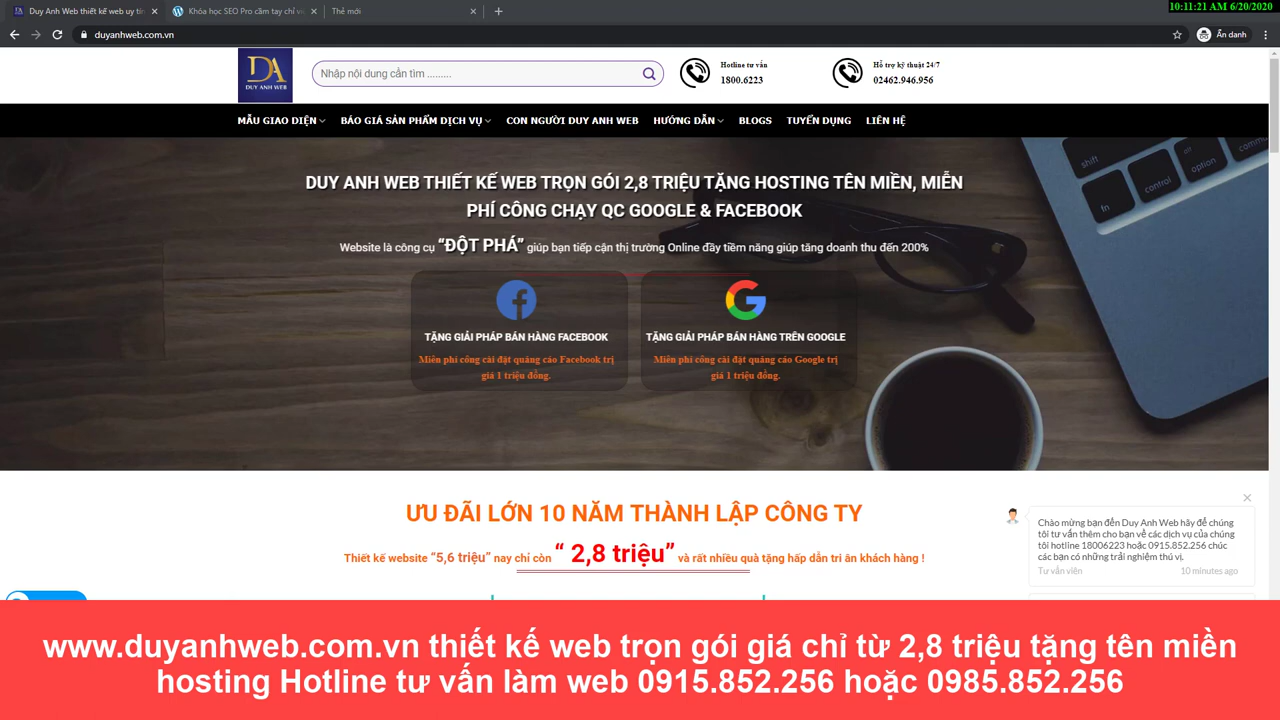 10:11:21 AM 6/20/2020
Duy Anh Web thiết kế web uy tín
Khóa học SEO Pro cầm tay chỉ vi
Thẻ mới
duyanhweb.com.vn
Ẩn danh
DA
DUY ANH WEB
Nhập nội dung cần tìm .........
Hotline tư vấn
1800.6223
Hỗ trợ kỹ thuật 24/7
02462.946.956
MẪU GIAO DIỆN
BÁO GIÁ SẢN PHẨM DỊCH VỤ
CON NGƯỜI DUY ANH WEB
HƯỚNG DẪN
BLOGS
TUYỂN DỤNG
LIÊN HỆ
DUY ANH WEB THIẾT KẾ WEB TRỌN GÓI 2,8 TRIỆU TẶNG HOSTING TÊN MIỀN, MIỄN
PHÍ CÔNG CHẠY QC GOOGLE & FACEBOOK
Website là công cụ “ĐỘT PHÁ” giúp bạn tiếp cận thị trường Online đầy tiềm năng giúp tăng doanh thu đến 200%
TẶNG GIẢI PHÁP BÁN HÀNG FACEBOOK
Miễn phí công cài đặt quảng cáo Facebook trị
giá 1 triệu đồng.
TẶNG GIẢI PHÁP BÁN HÀNG TRÊN GOOGLE
Miễn phí công cài đặt quảng cáo Google trị
giá 1 triệu đồng.
shift
fn
control
option
alt
comm
ƯU ĐÃI LỚN 10 NĂM THÀNH LẬP CÔNG TY
Thiết kế website “5,6 triệu” nay chỉ còn “ 2,8 triệu” và rất nhiều quà tặng hấp dẫn tri ân khách hàng !
Chào mừng bạn đến Duy Anh Web hãy để chúng
tôi tư vấn thêm cho bạn về các dịch vụ của chúng
tôi hotline 18006223 hoặc 0915.852.256 chúc
các bạn có những trải nghiệm thú vị.
Tư vấn viên
10 minutes ago
www.duyanhweb.com.vn thiết kế web trọn gói giá chỉ từ 2,8 triệu tặng tên miền
hosting Hotline tư vấn làm web 0915.852.256 hoặc 0985.852.256